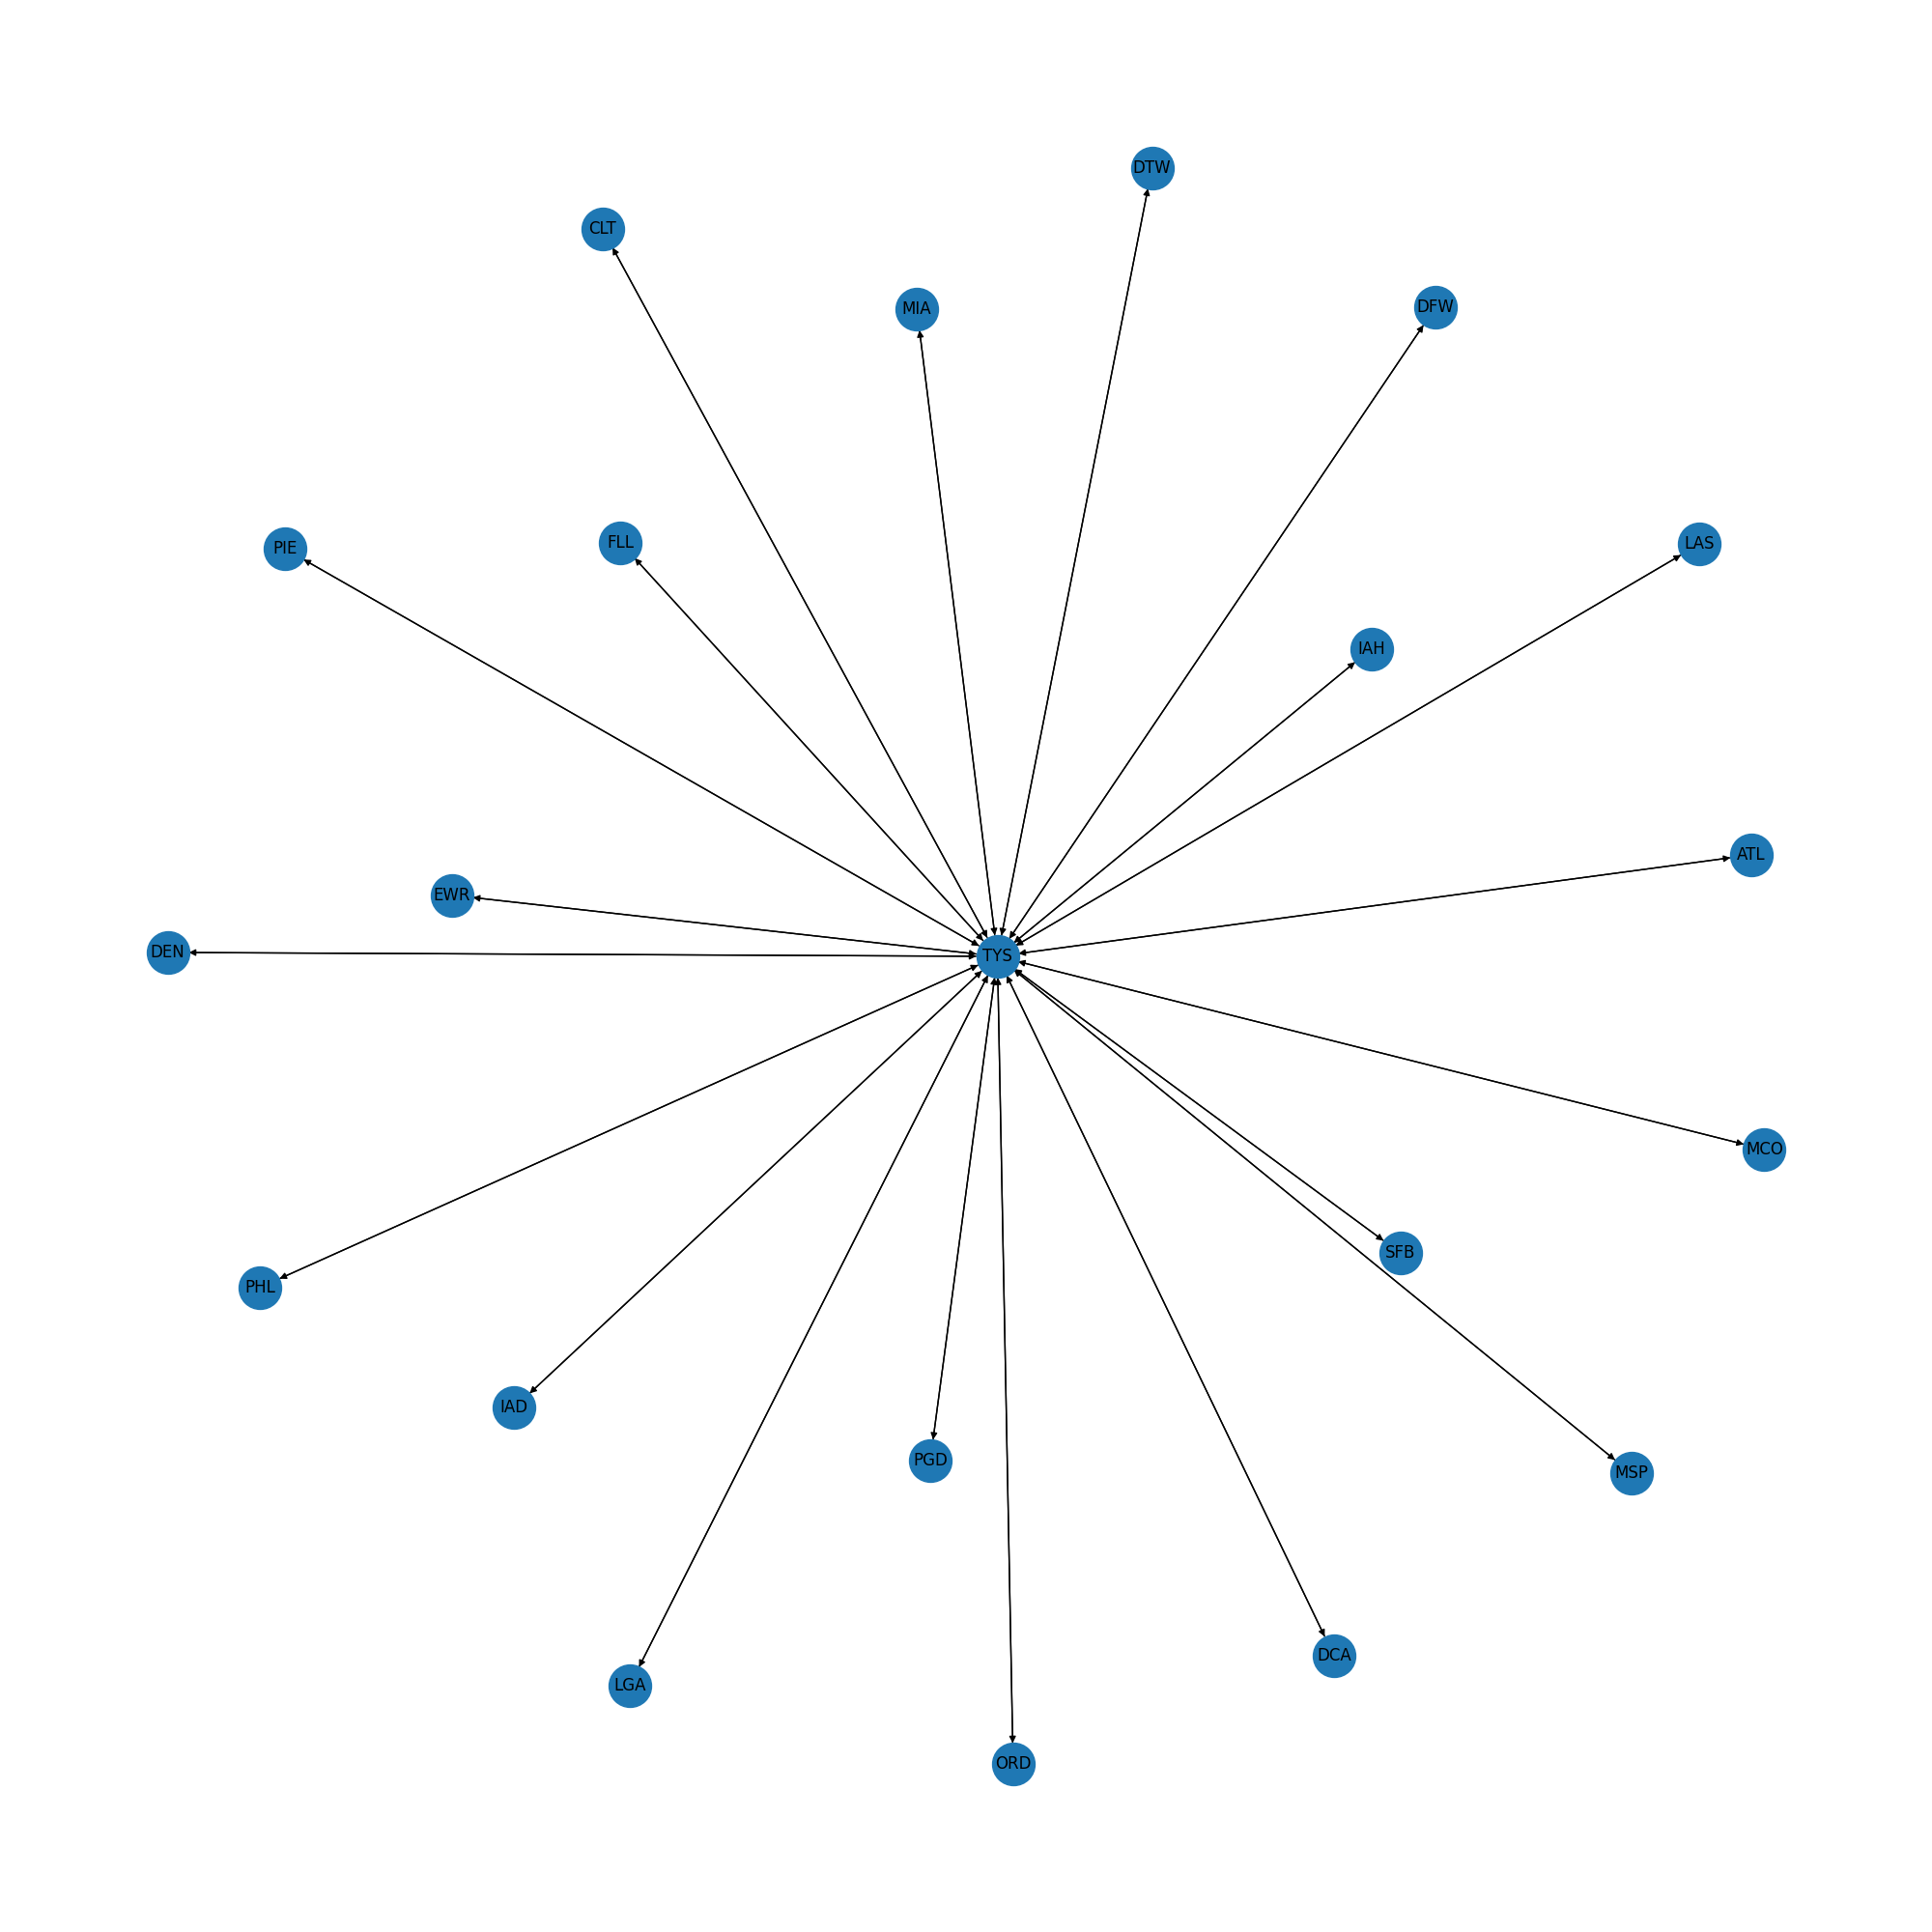 DTW
CLT
MIA
DFW
PIE
FLL
LAS
IAH
ATL
EWR
DEN
TYS
MCO
SFB
PHL
IAD
PGD
MSP
DCA
LGA
ORD